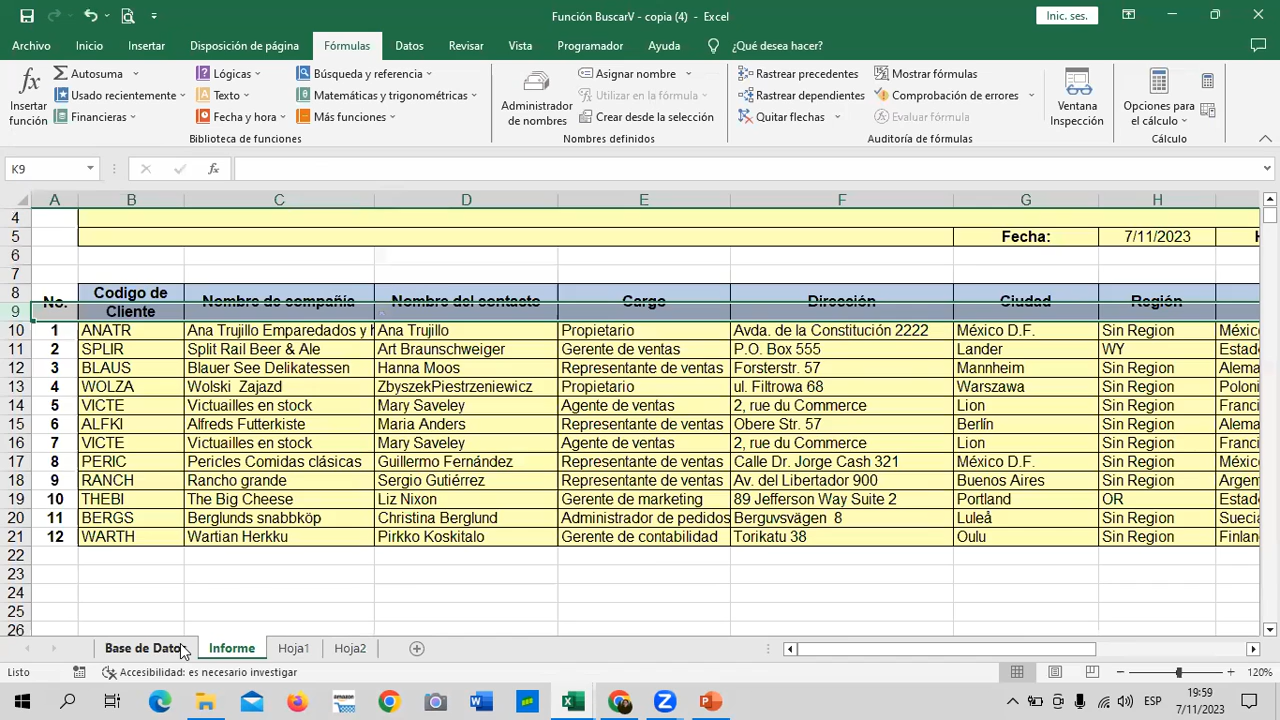 Función BuscarV - copia (4) - Excel
Inic. ses.
Archivo Inicio Insertar Disposición de página Fórmulas Datos Revisar Vista Programador Ayuda ¿Qué desea hacer?
Insertar función
Autosuma
Usado recientemente
Financieras
Lógicas
Texto
Fecha y hora
Búsqueda y referencia
Matemáticas y trigonométricas
Más funciones
Biblioteca de funciones
Administrador de nombres
Asignar nombre
Utilizar en la fórmula
Crear desde la selección
Nombres definidos
Rastrear precedentes
Rastrear dependientes
Quitar flechas
Mostrar fórmulas
Comprobación de errores
Evaluar fórmula
Auditoría de fórmulas
Ventana Inspección
Opciones para el cálculo
Cálculo
K9 fx
A B C D E F G H
4
5 Fecha: 7/11/2023 H
6
7
8 Codigo de
No. Nombre de compañía Nombre del contacto Cargo Dirección Ciudad Región
9 Cliente
10 1 ANATR Ana Trujillo Emparedados y h Ana Trujillo Propietario Avda. de la Constitución 2222 México D.F. Sin Region México
11 2 SPLIR Split Rail Beer & Ale Art Braunschweiger Gerente de ventas P.O. Box 555 Lander WY Estad
12 3 BLAUS Blauer See Delikatessen Hanna Moos Representante de ventas Forsterstr. 57 Mannheim Sin Region Alema
13 4 WOLZA Wolski Zajazd ZbyszekPiestrzeniewicz Propietario ul. Filtrowa 68 Warszawa Sin Region Poloni
14 5 VICTE Victuailles en stock Mary Saveley Agente de ventas 2, rue du Commerce Lion Sin Region Franci
15 6 ALFKI Alfreds Futterkiste Maria Anders Representante de ventas Obere Str. 57 Berlín Sin Region Alema
16 7 VICTE Victuailles en stock Mary Saveley Agente de ventas 2, rue du Commerce Lion Sin Region Franci
17 8 PERIC Pericles Comidas clásicas Guillermo Fernández Representante de ventas Calle Dr. Jorge Cash 321 México D.F. Sin Region México
18 9 RANCH Rancho grande Sergio Gutiérrez Representante de ventas Av. del Libertador 900 Buenos Aires Sin Region Argen
19 10 THEBI The Big Cheese Liz Nixon Gerente de marketing 89 Jefferson Way Suite 2 Portland OR Estad
20 11 BERGS Berglunds snabbköp Christina Berglund Administrador de pedidos Berguvsvägen 8 Luleå Sin Region Suecia
21 12 WARTH Wartian Herkku Pirkko Koskitalo Gerente de contabilidad Torikatu 38 Oulu Sin Region Finlan
22
23
24
25
26
Base de Dato Informe Hoja1 Hoja2
Listo Accesibilidad: es necesario investigar 120%
ESP 19:59
7/11/2023